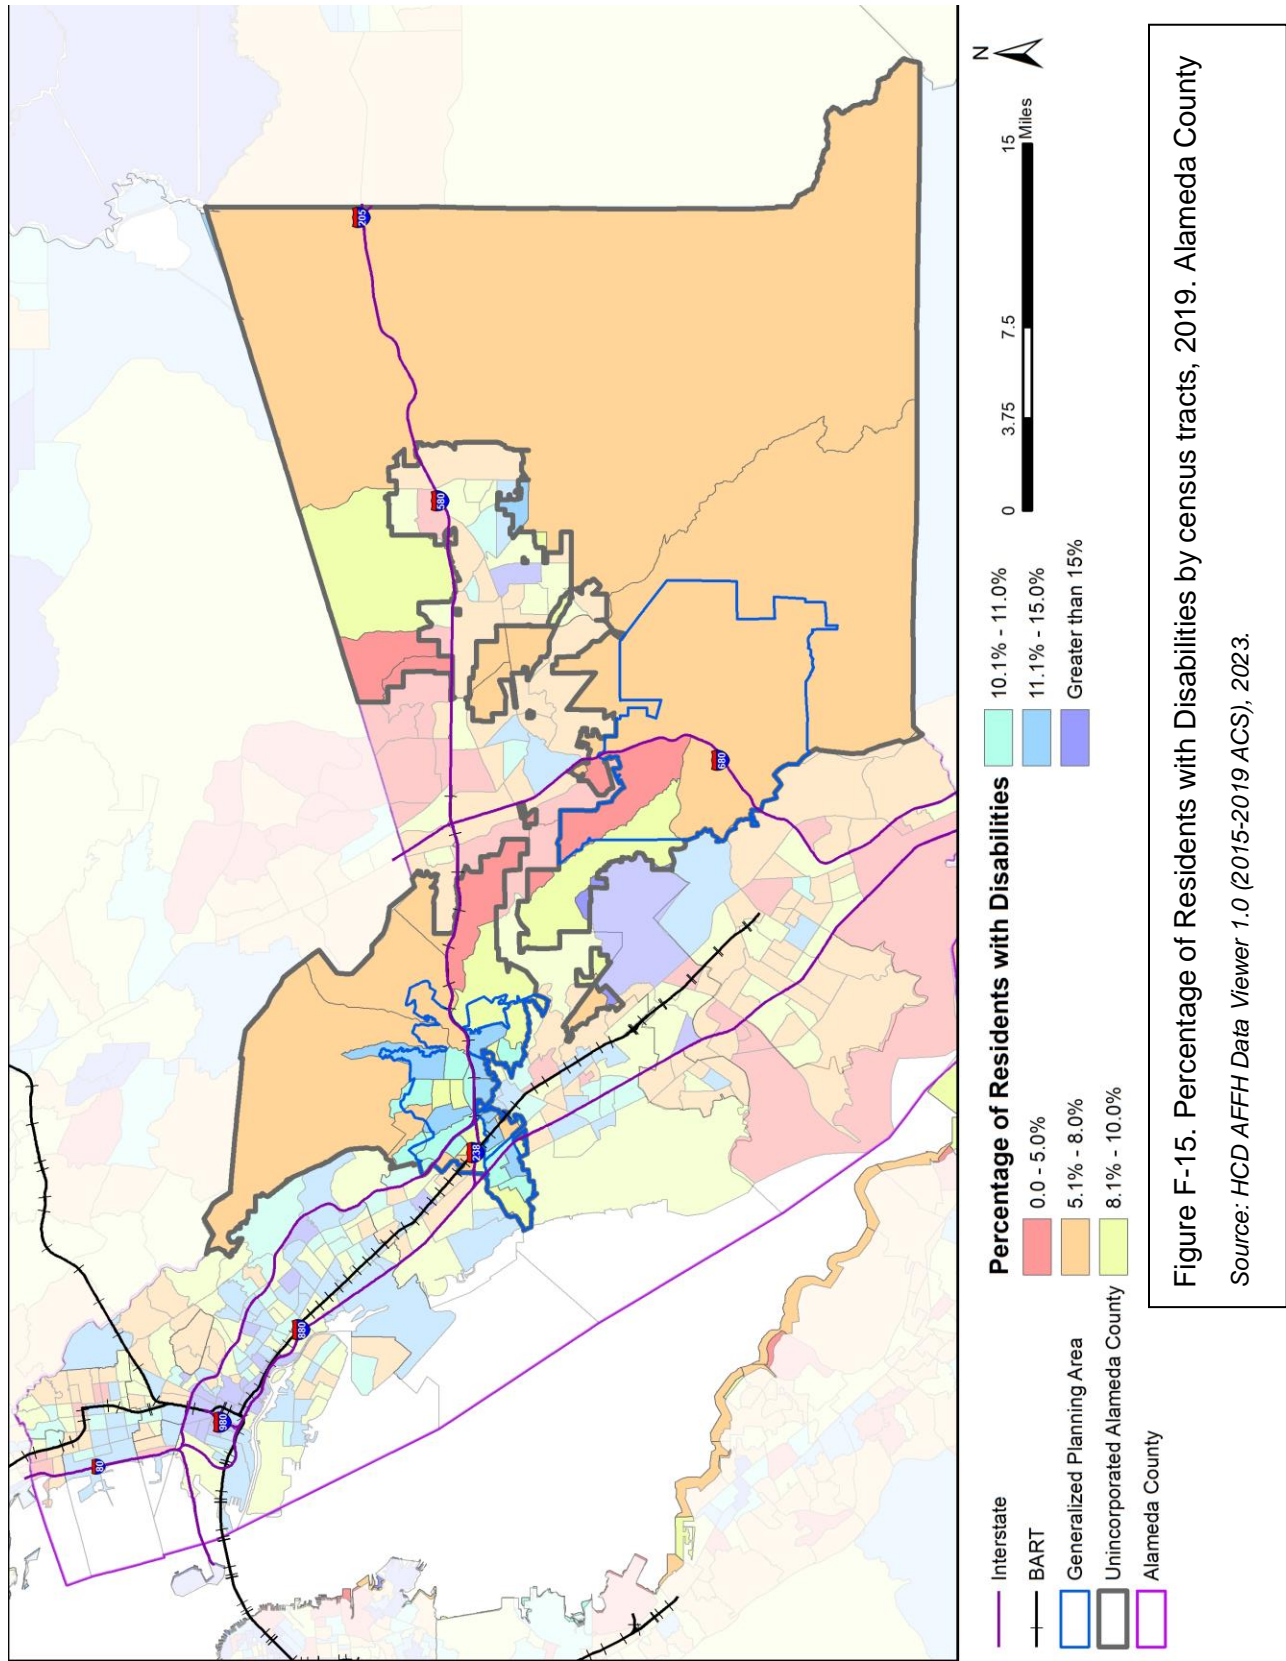 80
980
880
238
580
205
680
N
Interstate
BART
Generalized Planning Area
Unincorporated Alameda County
Alameda County
Percentage of Residents with Disabilities
0.0 - 5.0%
5.1% - 8.0%
8.1% - 10.0%
10.1% - 11.0%
11.1% - 15.0%
Greater than 15%
0 3.75 7.5 15
Miles
Figure F-15. Percentage of Residents with Disabilities by census tracts, 2019. Alameda County
Source: HCD AFFH Data Viewer 1.0 (2015-2019 ACS), 2023.